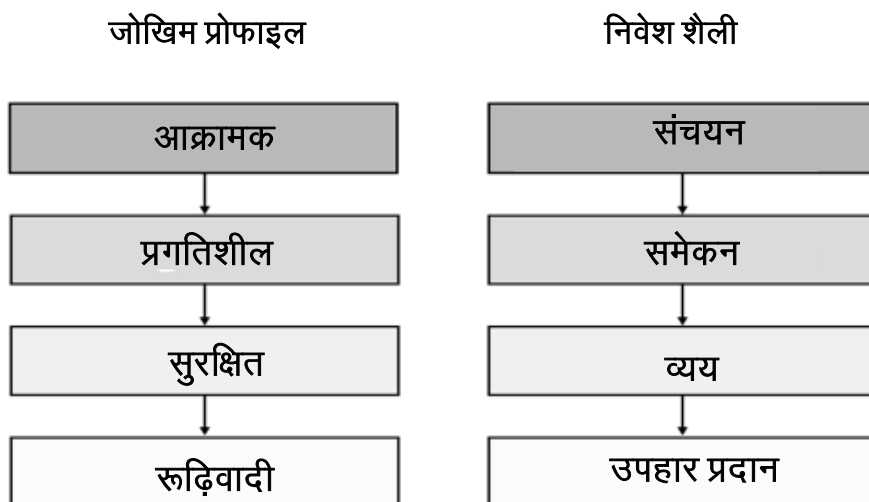 जोखिम प्रोफाइल
निवेश शैली
आक्रामक
संचयन
प्रगतिशील
समेकन
सुरक्षित
व्यय
रूढ़िवादी
उपहार प्रदान